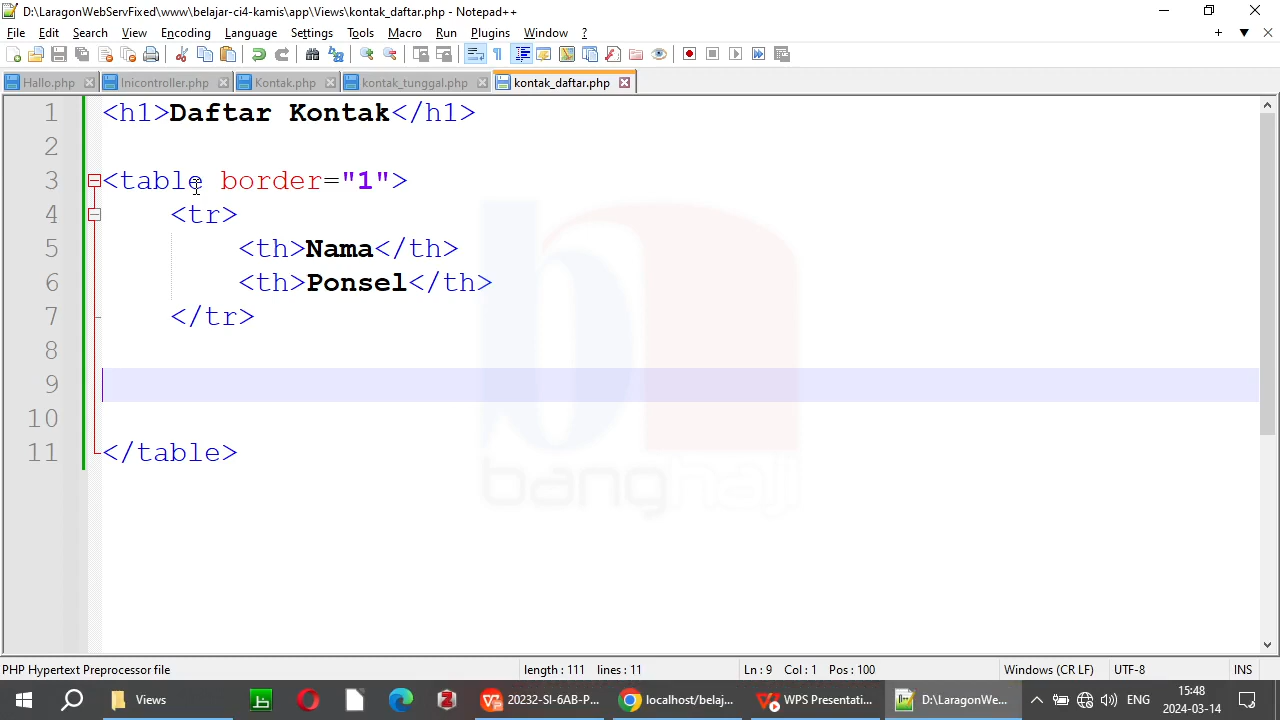 D:\LaragonWebServFixed\www\belajar-ci4-kamis\app\Views\kontak_daftar.php - Notepad++
File Edit Search View Encoding Language Settings Tools Macro Run Plugins Window ?
Hallo.php Inicontroller.php Kontak.php kontak_tunggal.php kontak_daftar.php
1 <h1>Daftar Kontak</h1>
2
3 <table border="1">
4 <tr>
5 <th>Nama</th>
6 <th>Ponsel</th>
7 </tr>
8
9
10
11 </table>
banghaji
PHP Hypertext Preprocessor file length : 111 lines : 11 Ln : 9 Col : 1 Pos : 100 Windows (CR LF) UTF-8 INS
Views 20232-SI-6AB-P... localhost/belaj... WPS Presentati... D:\LaragonWe... ENG 15:48
2024-03-14